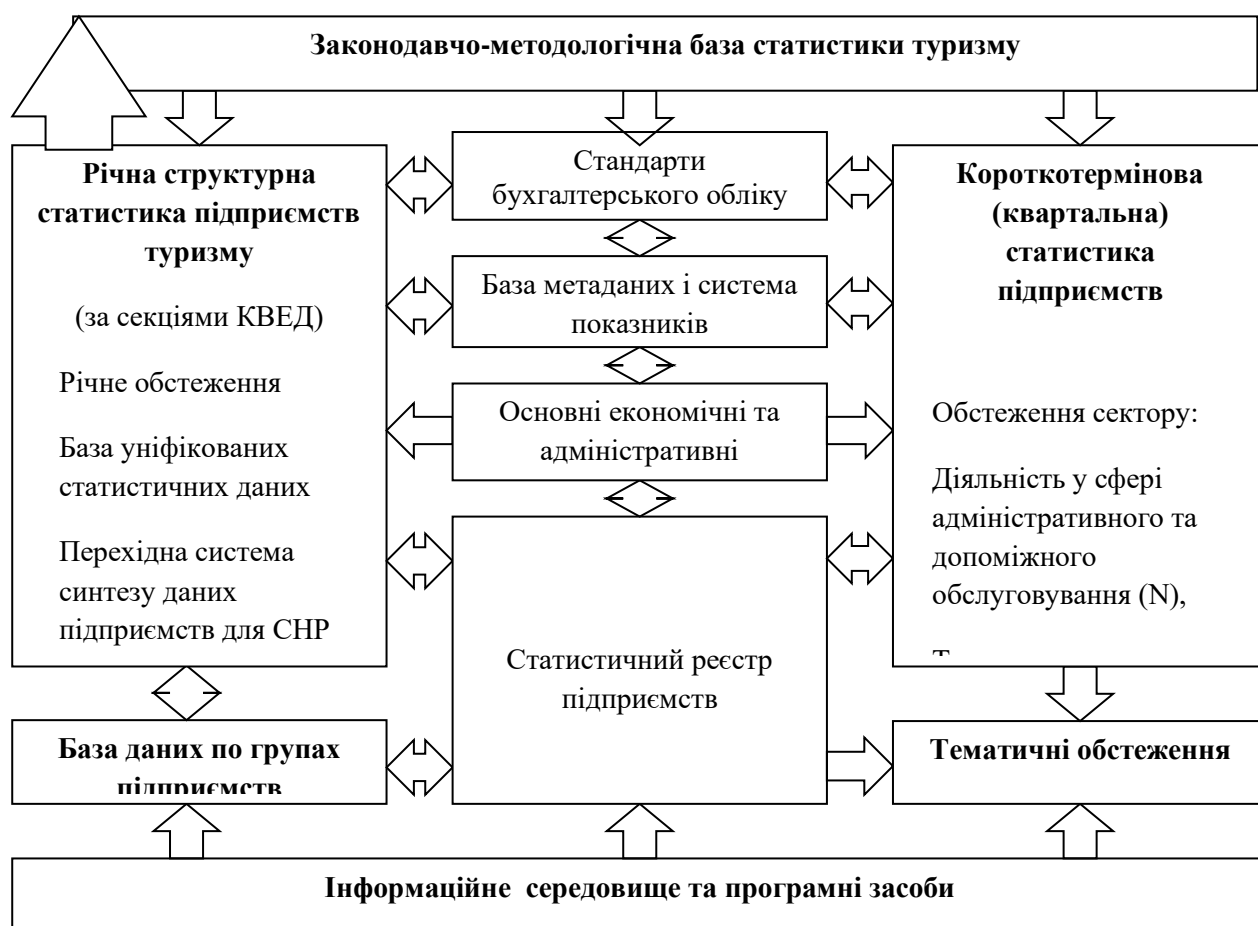 Законодавчо-методологічна база статистики туризму
Річна структурна
статистика підприємств
туризму
(за секціями КВЕД)
Річне обстеження
База уніфікованих
статистичних даних
Перехідна система
синтезу даних
підприємств для СНР
Стандарти
бухгалтерського обліку
База метаданих і система
показників
Основні економічні та
адміністративні
Статистичний реєстр
підприємств
Короткотермінова
(квартальна)
статистика
підприємств
Обстеження сектору:
Діяльність у сфері
адміністративного та
допоміжного
обслуговування (N),
База даних по групах
підприємств
Тематичні обстеження
Інформаційне середовище та програмні засоби